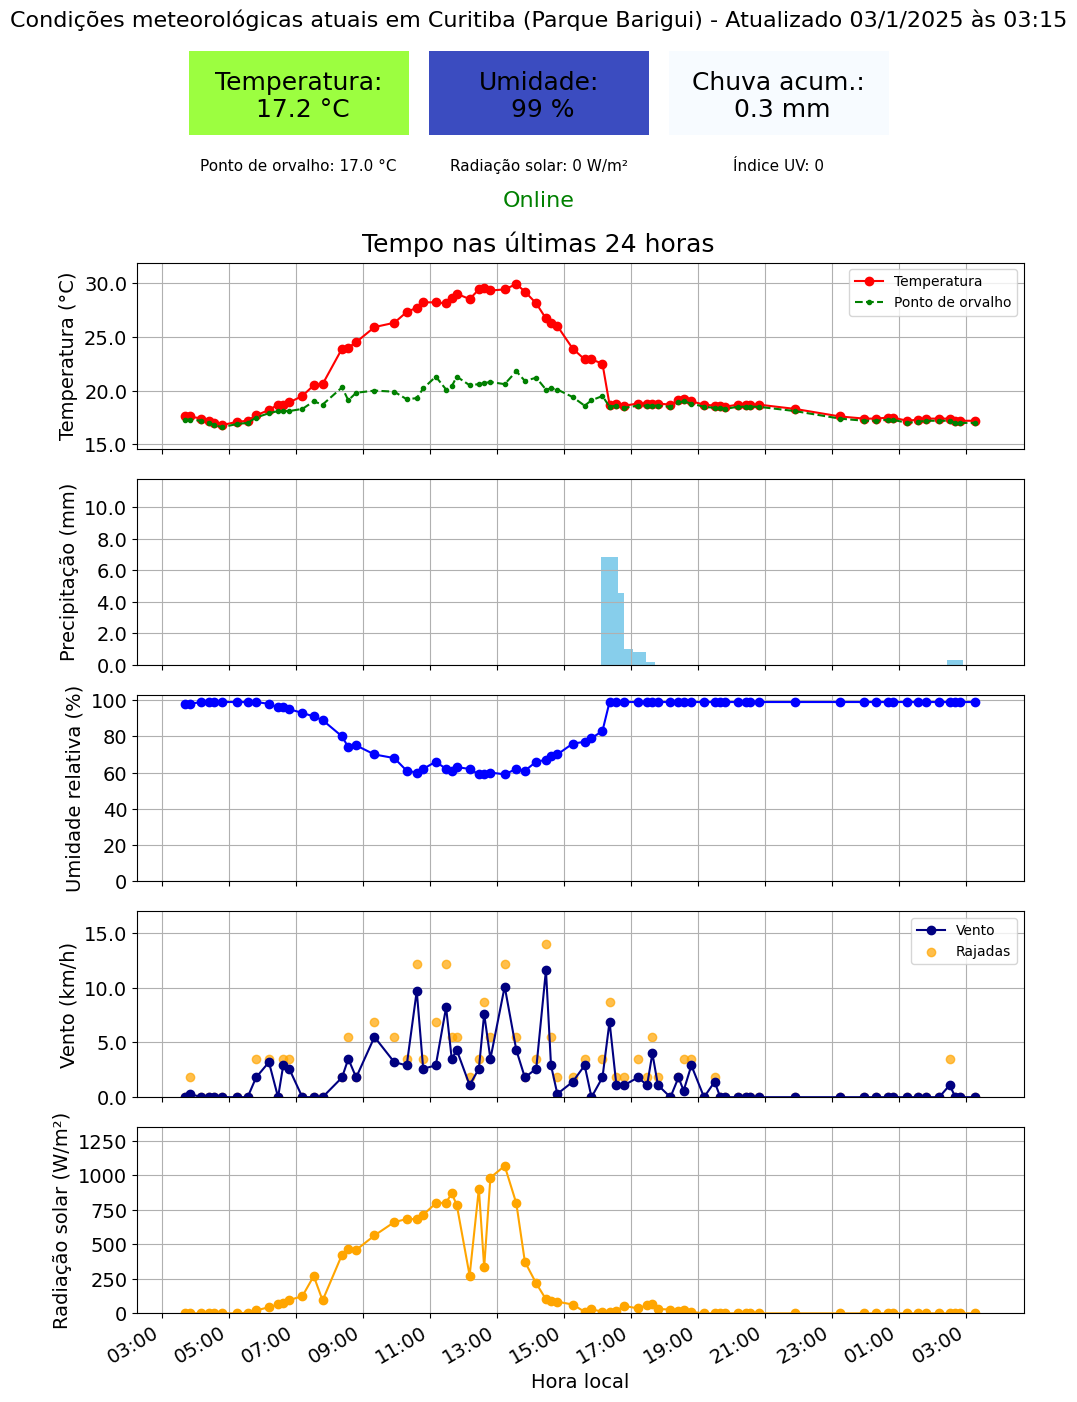 Condições meteorológicas atuais em Curitiba (Parque Barigui) - Atualizado 03/1/2025 às 03:15
Temperatura:
17.2 °C
Umidade:
99 %
Chuva acum.:
0.3 mm
Ponto de orvalho: 17.0 °C
Radiação solar: 0 W/m²
Índice UV: 0
Online
Tempo nas últimas 24 horas
Temperatura (°C)
30.0
25.0
20.0
15.0
Temperatura
Ponto de orvalho
Precipitação (mm)
10.0
8.0
6.0
4.0
2.0
0.0
Umidade relativa (%)
100
80
60
40
20
0
Vento (km/h)
15.0
10.0
5.0
0.0
Vento
Rajadas
Radiação solar (W/m²)
1250
1000
750
500
250
0
03:00 05:00 07:00 09:00 11:00 13:00 15:00 17:00 19:00 21:00 23:00 01:00 03:00
Hora local